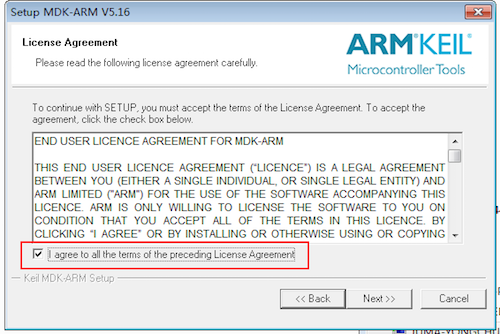 Setup MDK-ARM V5.16
License Agreement
Please read the following license agreement carefully.
ARM KEIL
Microcontroller Tools
To continue with SETUP, you must accept the terms of the License Agreement. To accept the
agreement, click the check box below.
END USER LICENCE AGREEMENT FOR MDK-ARM
THIS END USER LICENCE AGREEMENT ("LICENCE") IS A LEGAL AGREEMENT
BETWEEN YOU (EITHER A SINGLE INDIVIDUAL, OR SINGLE LEGAL ENTITY) AND
ARM LIMITED ("ARM") FOR THE USE OF THE SOFTWARE ACCOMPANYING THIS
LICENCE. ARM IS ONLY WILLING TO LICENSE THE SOFTWARE TO YOU ON
CONDITION THAT YOU ACCEPT ALL OF THE TERMS IN THIS LICENCE. BY
CLICKING "I AGREE" OR BY INSTALLING OR OTHERWISE USING OR COPYING
I agree to all the terms of the preceding License Agreement
Keil MDK-ARM Setup
<< Back
Next >>
Cancel